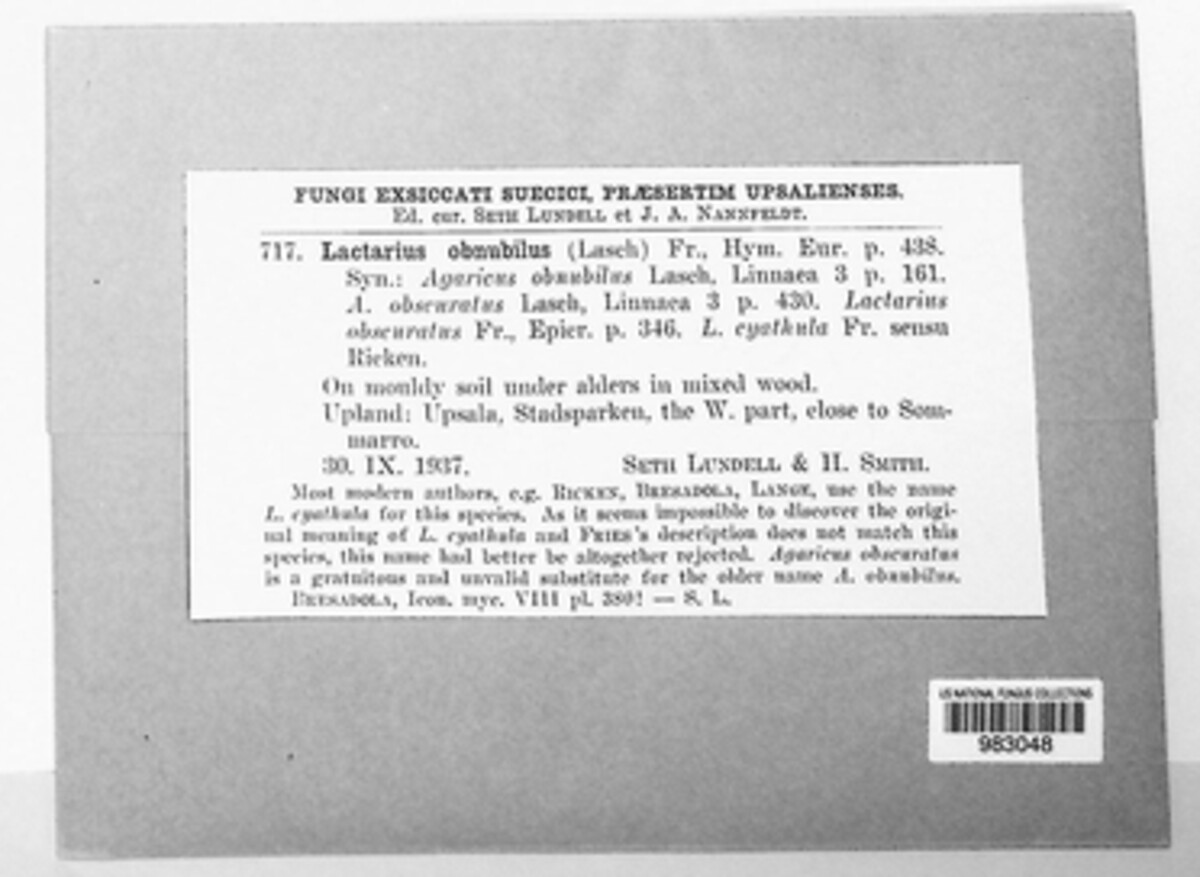 FUNGI EXSICCATI SUECICI, PRÆSERTIM UPSALIENSES.
Ed. cur. SETH LUNDELL et J. A. NANNFELDT.
717. Lactarius obnubilus (Lasch) Fr., Hym. Eur. p. 438.
Syn.: Agaricus obnubilus Lasch, Linnaea 3 p. 161.
A. obscuratus Lasch, Linnaea 3 p. 430. Lactarius
obscuratus Fr., Epicr. p. 346. L. cyathula Fr. sensu
Ricken.
On mouldy soil under alders in mixed wood.
Upland: Upsala, Stadsparken, the W. part, close to Som-
marro.
30. IX. 1937. SETH LUNDELL & H. SMITH.
Most modern authors, e.g. RICKEN, BRESADOLA, LANGE, use the name
L. cyathula for this species. As it seems impossible to discover the origi-
nal meaning of L. cyathula and FRIES's description does not match this
species, this name had better be altogether rejected. Agaricus obscuratus
is a gratuitous and unvalid substitute for the older name A. obnubilus.
BRESADOLA, Icon. myc. VIII pl. 380! — S. L.
US NATIONAL FUNGUS COLLECTIONS
983048